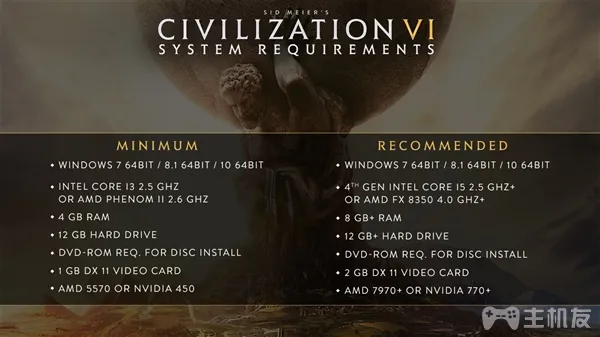 SID MEIER'S
CIVILIZATION VI
SYSTEM REQUIREMENTS
MINIMUM
• WINDOWS 7 64BIT / 8.1 64BIT / 10 64BIT
• INTEL CORE I3 2.5 GHZ
OR AMD PHENOM II 2.6 GHZ
• 4 GB RAM
• 12 GB HARD DRIVE
• DVD-ROM REQ. FOR DISC INSTALL
• 1 GB DX 11 VIDEO CARD
• AMD 5570 OR NVIDIA 450
RECOMMENDED
• WINDOWS 7 64BIT / 8.1 64BIT / 10 64BIT
• 4TH GEN INTEL CORE I5 2.5 GHZ+
OR AMD FX 8350 4.0 GHZ+
• 8 GB+ RAM
• 12 GB+ HARD DRIVE
• DVD-ROM REQ. FOR DISC INSTALL
• 2 GB DX 11 VIDEO CARD
• AMD 7970+ OR NVIDIA 770+
主机友